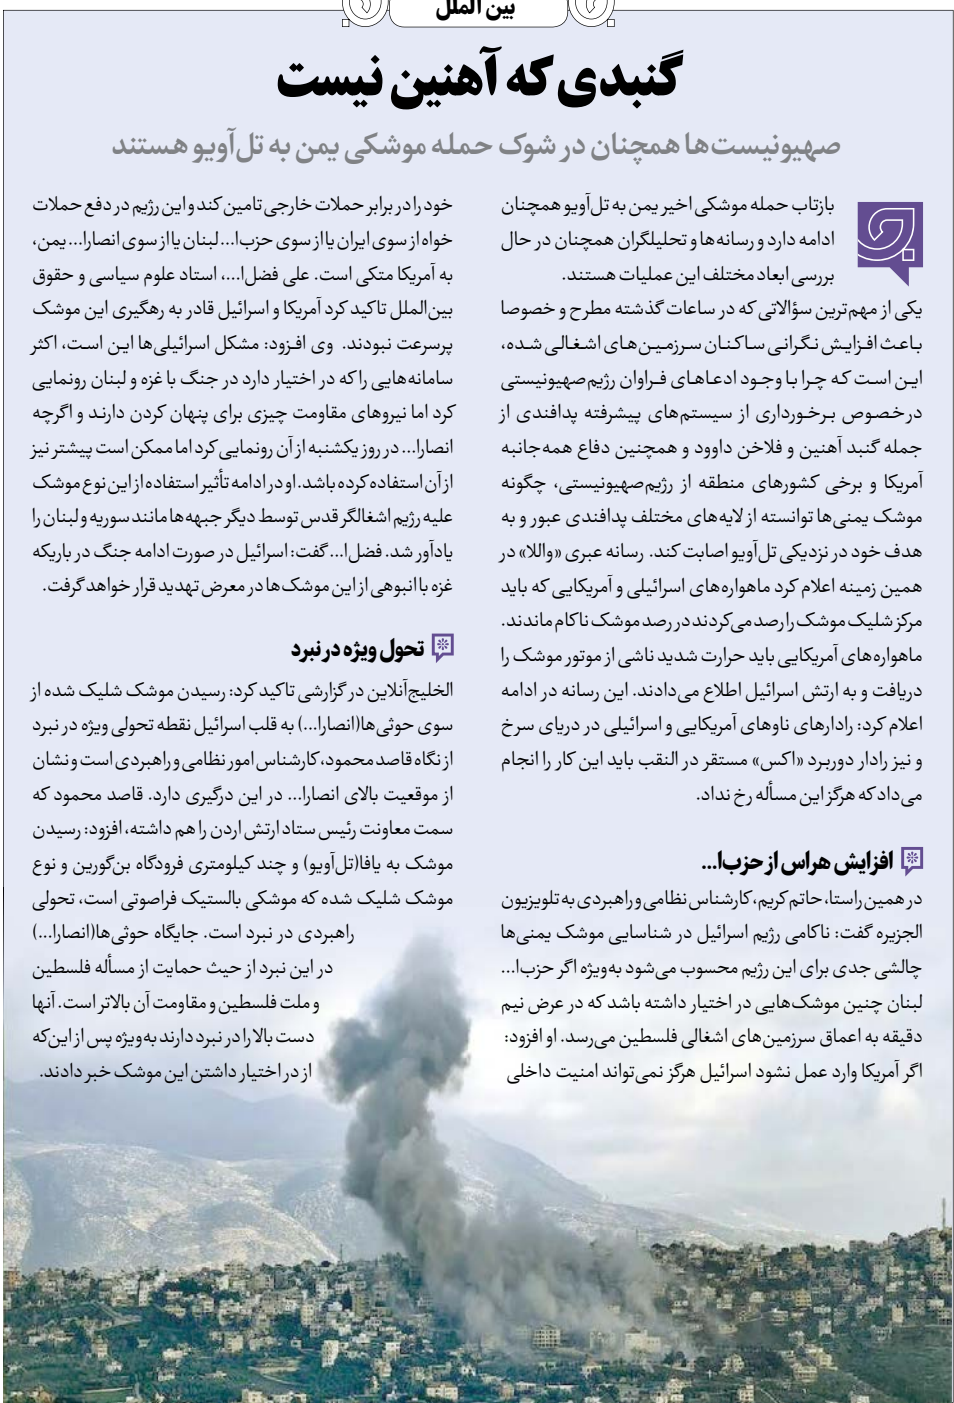 بین الملل
گنبدی که آهنین نیست
صهیونیست‌ها همچنان در شوک حمله موشکی یمن به تل‌آویو هستند
بازتاب حمله موشکی اخیر یمن به تل‌آویو همچنان
ادامه دارد و رسانه‌ها و تحلیلگران همچنان در حال
بررسی ابعاد مختلف این عملیات هستند.
یکی از مهم‌ترین سؤالاتی که در ساعات گذشته مطرح و خصوصا
باعث افزایش نگرانی ساکنان سرزمین‌های اشغالی شده،
این است که چرا با وجود ادعاهای فراوان رژیم‌صهیونیستی
درخصوص برخورداری از سیستم‌های پیشرفته پدافندی از
جمله گنبد آهنین و فلاخن داوود و همچنین دفاع همه‌جانبه
آمریکا و برخی کشورهای منطقه از رژیم‌صهیونیستی، چگونه
موشک یمنی‌ها توانسته از لایه‌های مختلف پدافندی عبور و به
هدف خود در نزدیکی تل‌آویو اصابت کند. رسانه عبری «واللا» در
همین زمینه اعلام کرد ماهواره‌های اسرائیلی و آمریکایی که باید
مرکز شلیک موشک را رصد می‌کردند در رصد موشک ناکام ماندند.
ماهواره‌های آمریکایی باید حرارت شدید ناشی از موتور موشک را
دریافت و به ارتش اسرائیل اطلاع می‌دادند. این رسانه در ادامه
اعلام کرد: رادارهای ناوهای آمریکایی و اسرائیلی در دریای سرخ
و نیز رادار دوربرد «اکس» مستقر در النقب باید این کار را انجام
می‌داد که هرگز این مسأله رخ نداد.
افزایش هراس از حزب‌ا...
در همین راستا، حاتم کریم، کارشناس نظامی و راهبردی به تلویزیون
الجزیره گفت: ناکامی رژیم اسرائیل در شناسایی موشک یمنی‌ها
چالشی جدی برای این رژیم محسوب می‌شود به‌ویژه اگر حزب‌ا...
لبنان چنین موشک‌هایی در اختیار داشته باشد که در عرض نیم
دقیقه به اعماق سرزمین‌های اشغالی فلسطین می‌رسد. او افزود:
اگر آمریکا وارد عمل نشود اسرائیل هرگز نمی‌تواند امنیت داخلی
خود را در برابر حملات خارجی تامین کند و این رژیم در دفع حملات
خواه از سوی ایران یا از سوی حزب‌ا... لبنان یا از سوی انصارا... یمن،
به آمریکا متکی است. علی فضل‌ا...، استاد علوم سیاسی و حقوق
بین‌الملل تاکید کرد آمریکا و اسرائیل قادر به رهگیری این موشک
پرسرعت نبودند. وی افزود: مشکل اسرائیلی‌ها این است، اکثر
سامانه‌هایی را که در اختیار دارد در جنگ با غزه و لبنان رونمایی
کرد اما نیروهای مقاومت چیزی برای پنهان کردن دارند و اگرچه
انصارا... در روز یکشنبه از آن رونمایی کرد اما ممکن است پیشتر نیز
از آن استفاده کرده باشد. او در ادامه تأثیر استفاده از این نوع موشک
علیه رژیم اشغالگر قدس توسط دیگر جبهه‌ها مانند سوریه و لبنان را
یادآور شد. فضل‌ا... گفت: اسرائیل در صورت ادامه جنگ در باریکه
غزه با انبوهی از این موشک‌ها در معرض تهدید قرار خواهد گرفت.
تحول ویژه در نبرد
الخلیج‌آنلاین در گزارشی تاکید کرد: رسیدن موشک شلیک شده از
سوی حوثی‌ها(انصارا...) به قلب اسرائیل نقطه تحولی ویژه در نبرد
از نگاه قاصد محمود، کارشناس امور نظامی و راهبردی است و نشان
از موقعیت بالای انصارا... در این درگیری دارد. قاصد محمود که
سمت معاونت رئیس ستاد ارتش اردن را هم داشته، افزود: رسیدن
موشک به یافا(تل‌آویو) و چند کیلومتری فرودگاه بن‌گورین و نوع
موشک شلیک شده که موشکی بالستیک فراصوتی است، تحولی
راهبردی در نبرد است. جایگاه حوثی‌ها(انصارا...)
در این نبرد از حیث حمایت از مسأله فلسطین
و ملت فلسطین و مقاومت آن بالاتر است. آنها
دست بالا را در نبرد دارند به‌ویژه پس از این‌که
از در اختیار داشتن این موشک خبر دادند.